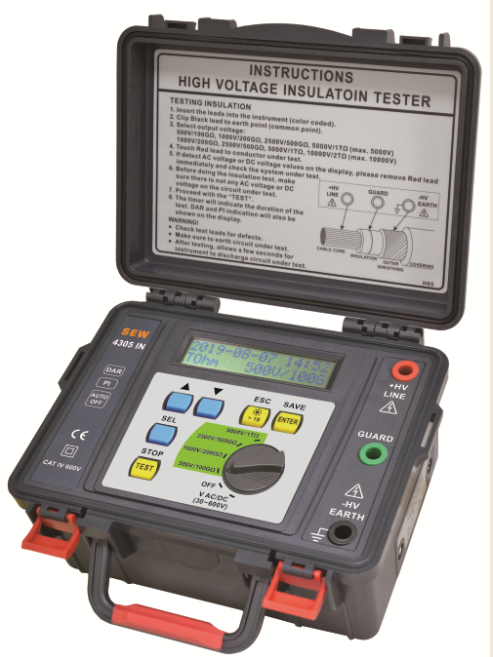 INSTRUCTIONS
HIGH VOLTAGE INSULATOIN TESTER
TESTING INSULATION
1. Insert the leads into the instrument (color coded).
2. Clip Black lead to earth point (common point).
3. Select output voltage:
500V/100GΩ, 1000V/200GΩ, 2500V/500GΩ, 5000V/1TΩ (max. 5000V)
1000V/200GΩ, 2500V/500GΩ, 5000V/1TΩ, 10000V/2TΩ (max. 10000V)
4. Touch Red lead to conductor under test.
5. If detect AC voltage or DC voltage values on the display, please remove Red lead
immediately and check the system under test.
6. Before doing the insulation test, make
sure there is not any AC voltage or DC
voltage on the circuit under test.
7. Proceed with the "TEST".
8. The timer will indicate the duration of the
test. DAR and PI indication will also be
shown on the display.
WARNING!
• Check test leads for defects.
• Make sure to earth circuit under test.
• After testing, allow a few seconds for
instrument to discharge circuit under test.
+HV
LINE
GUARD
-HV
EARTH
CABLE CORE
INSULATION
OUTER
SHEATHING
COVERING
SEW
4305 IN
DAR
PI
AUTO
OFF
CE
CAT IV 600V
2019-08-07 14:52
TOhm 500V/100G
▲ ▼
ESC SAVE
ENTER
SEL
STOP
TEST
5000V/1TΩ
1000V/200GΩ
500V/100GΩ
OFF
V AC/DC
(30~600V)
+HV
LINE
GUARD
-HV
EARTH